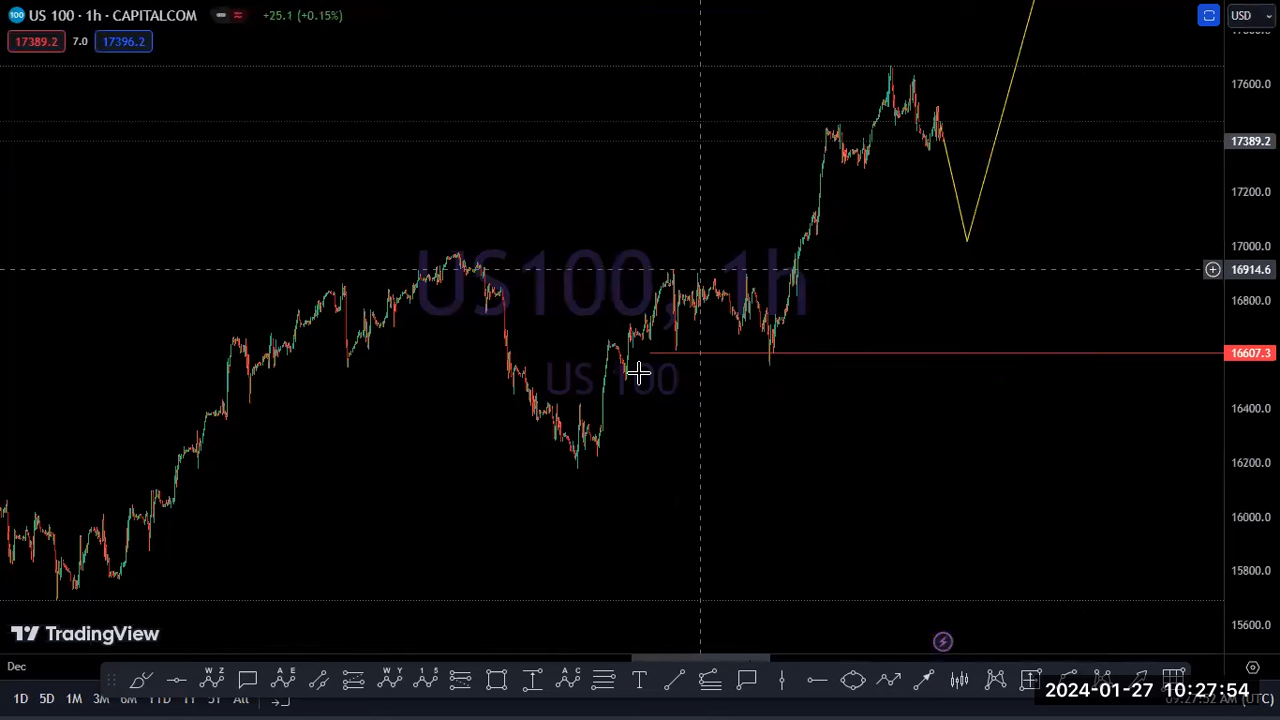 US 100 · 1h · CAPITALCOM
+25.1 (+0.15%)
USD
17389.2
7.0
17396.2
17600.0
17389.2
17200.0
17000.0
16914.6
16800.0
16607.3
16400.0
16200.0
16000.0
15800.0
15600.0
US100, 1h
US 100
TradingView
Dec
W Z
A E
W Y
1 5
A C
T
1D
5D
1M
3M
6M
YTD
1Y
5Y
All
2024-01-27 10:27:54